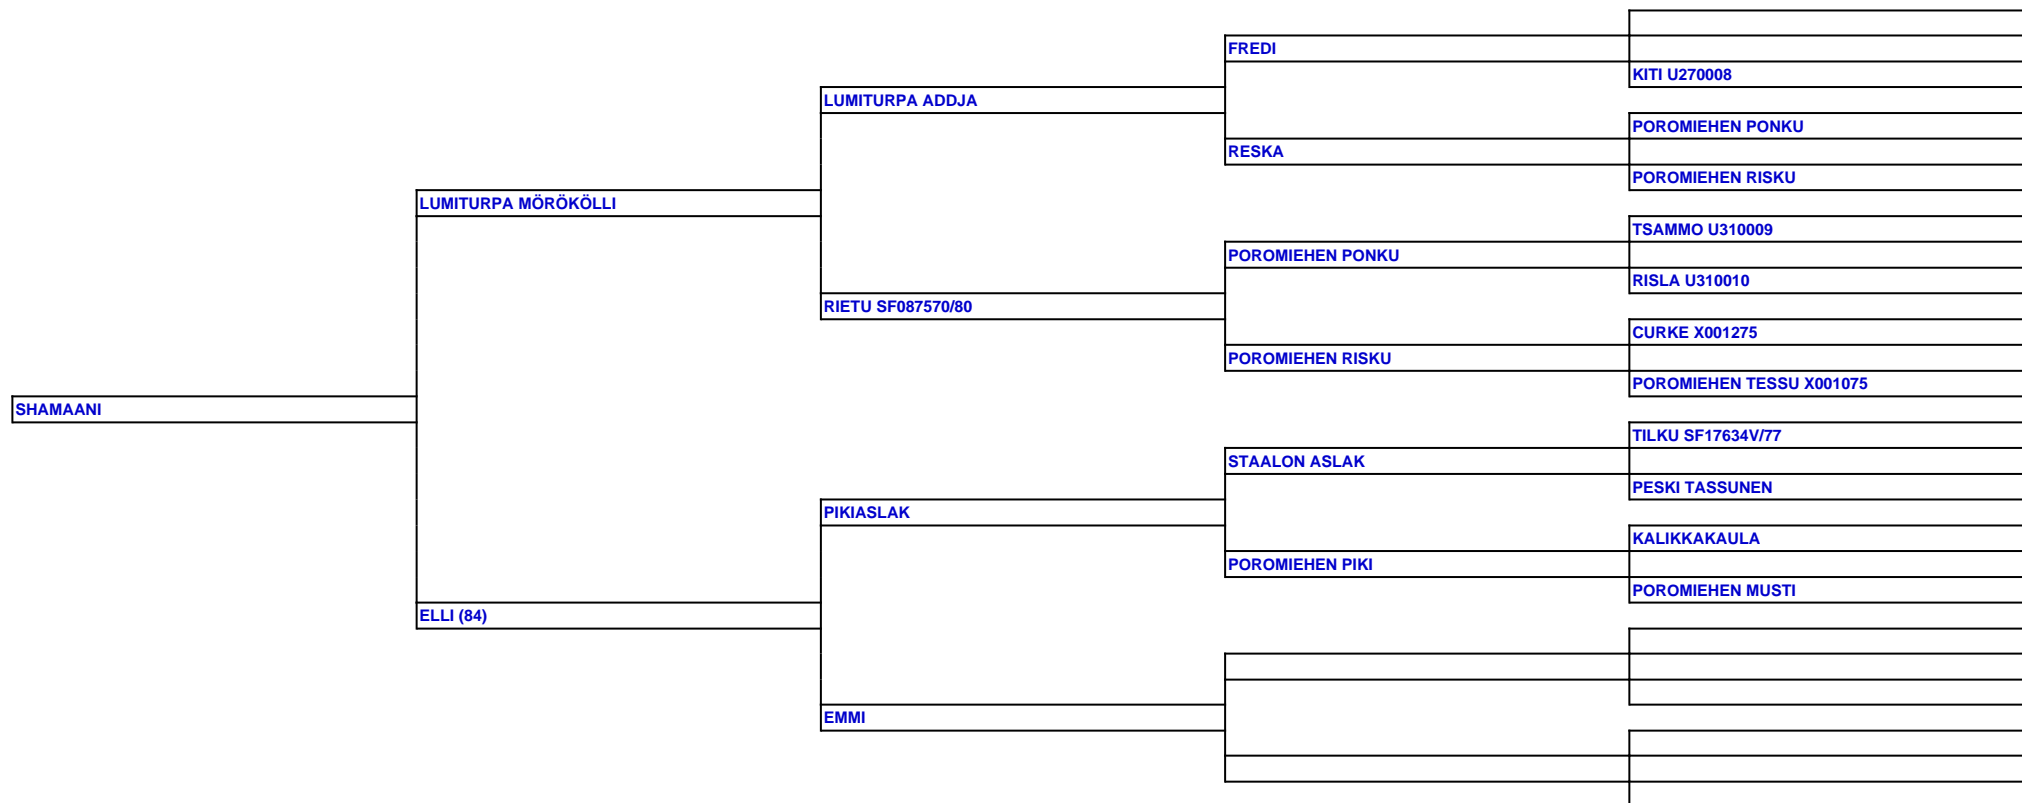 FREDI
KITI U270008
LUMITURPA ADDJA
POROMIEHEN PONKU
RESKA
POROMIEHEN RISKU
LUMITURPA MÖRÖKÖLLI
TSAMMO U310009
POROMIEHEN PONKU
RISLA U310010
RIETU SF087570/80
CURKE X001275
POROMIEHEN RISKU
POROMIEHEN TESSU X001075
SHAMAANI
TILKU SF17634V/77
STAALON ASLAK
PESKI TASSUNEN
PIKIASLAK
KALIKKAKAULA
POROMIEHEN PIKI
POROMIEHEN MUSTI
ELLI (84)
EMMI